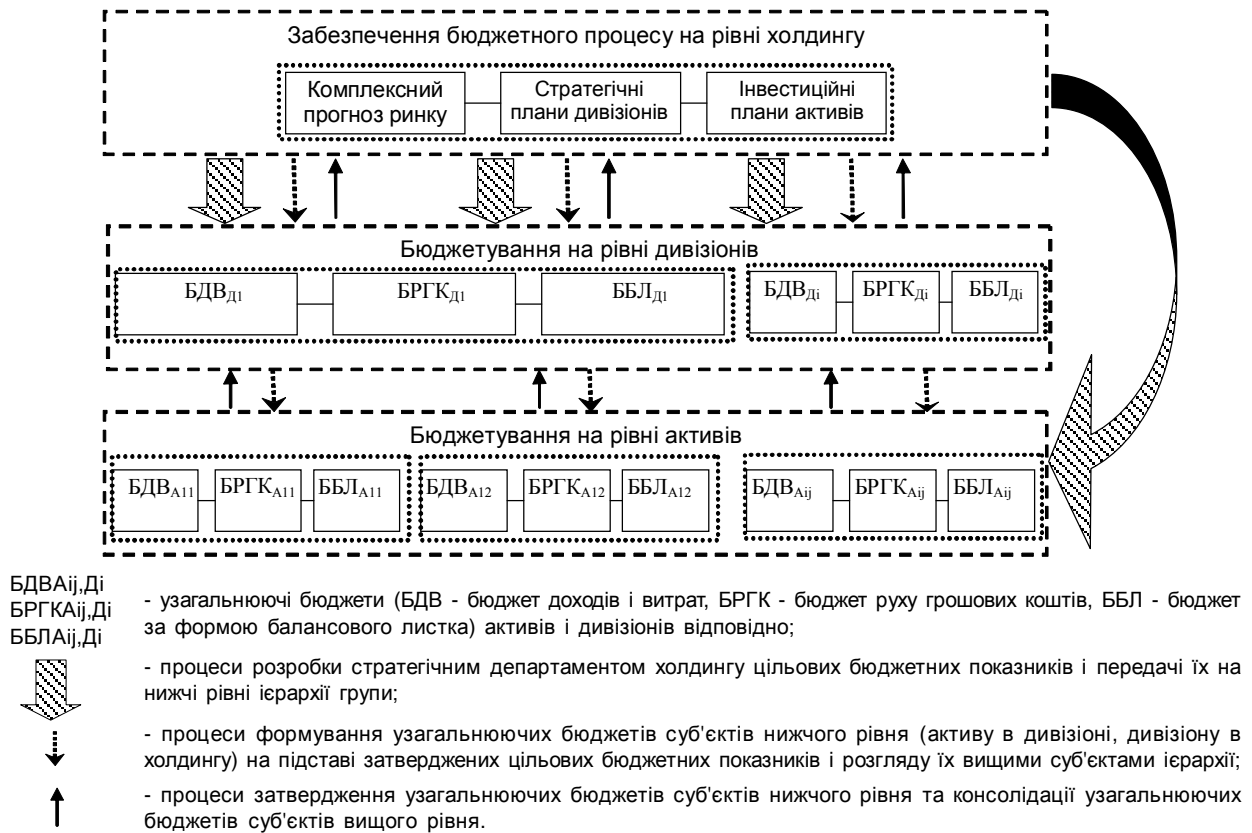 Забезпечення бюджетного процесу на рівні холдингу
Комплексний
прогноз ринку
Стратегічні
плани дивізіонів
Інвестиційні
плани активів
Бюджетування на рівні дивізіонів
БДВД1
БРГКД1
ББЛД1
БДВДі
БРГКДі
ББЛДі
Бюджетування на рівні активів
БДВА11
БРГКА11
ББЛА11
БДВА12
БРГКА12
ББЛА12
БДВАij
БРГКАij
ББЛАij
БДВАij,Ді
БРГКАij,Ді
ББЛАij,Ді
- узагальнюючі бюджети (БДВ - бюджет доходів і витрат, БРГК - бюджет руху грошових коштів, ББЛ - бюджет
за формою балансового листка) активів і дивізіонів відповідно;
- процеси розробки стратегічним департаментом холдингу цільових бюджетних показників і передачі їх на
нижчі рівні ієрархії групи;
- процеси формування узагальнюючих бюджетів суб'єктів нижчого рівня (активу в дивізіоні, дивізіону в
холдингу) на підставі затверджених цільових бюджетних показників і розгляду їх вищими суб'єктами ієрархії;
- процеси затвердження узагальнюючих бюджетів суб'єктів нижчого рівня та консолідації узагальнюючих
бюджетів суб'єктів вищого рівня.